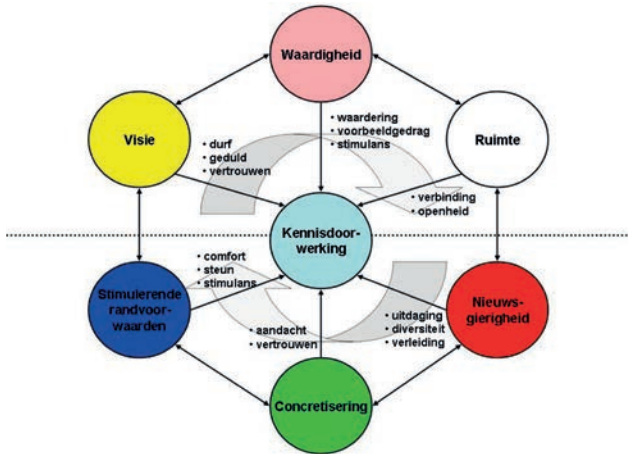 Waardigheid
Visie
• durf
• geduld
• vertrouwen
• waardering
• voorbeeldgedrag
• stimulans
Ruimte
• verbinding
• openheid
Kennisdoor-
werking
• comfort
• steun
• stimulans
Stimulerende
randvoor-
waarden
• aandacht
• vertrouwen
• uitdaging
• diversiteit
• verleiding
Nieuws-
gierigheid
Concretisering